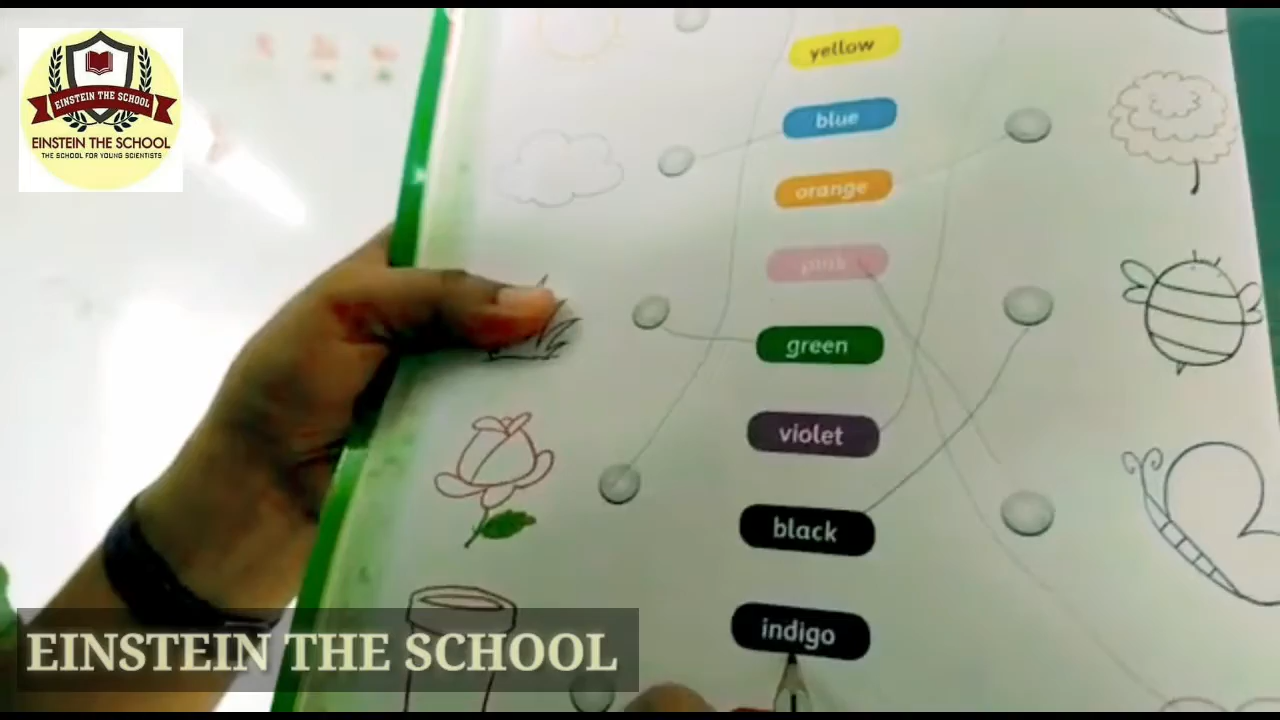 EINSTEIN THE SCHOOL
EINSTEIN THE SCHOOL
THE SCHOOL FOR YOUNG SCIENTISTS
yellow
blue
orange
pink
green
violet
black
indigo
EINSTEIN THE SCHOOL